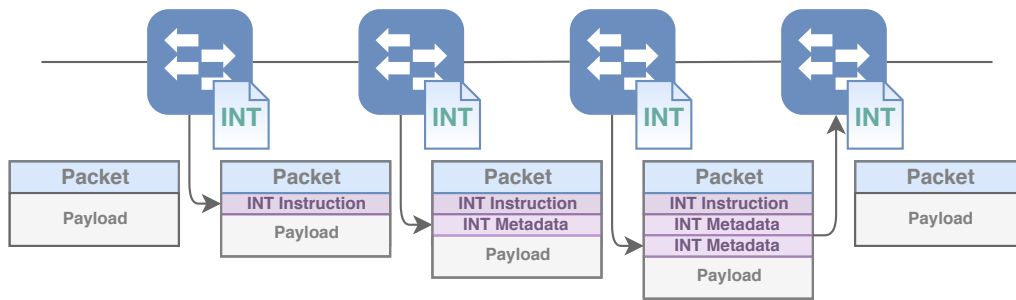 INT
INT
INT
INT
Packet
Payload
Packet
INT Instruction
Payload
Packet
INT Instruction
INT Metadata
Payload
Packet
INT Instruction
INT Metadata
INT Metadata
Payload
Packet
Payload